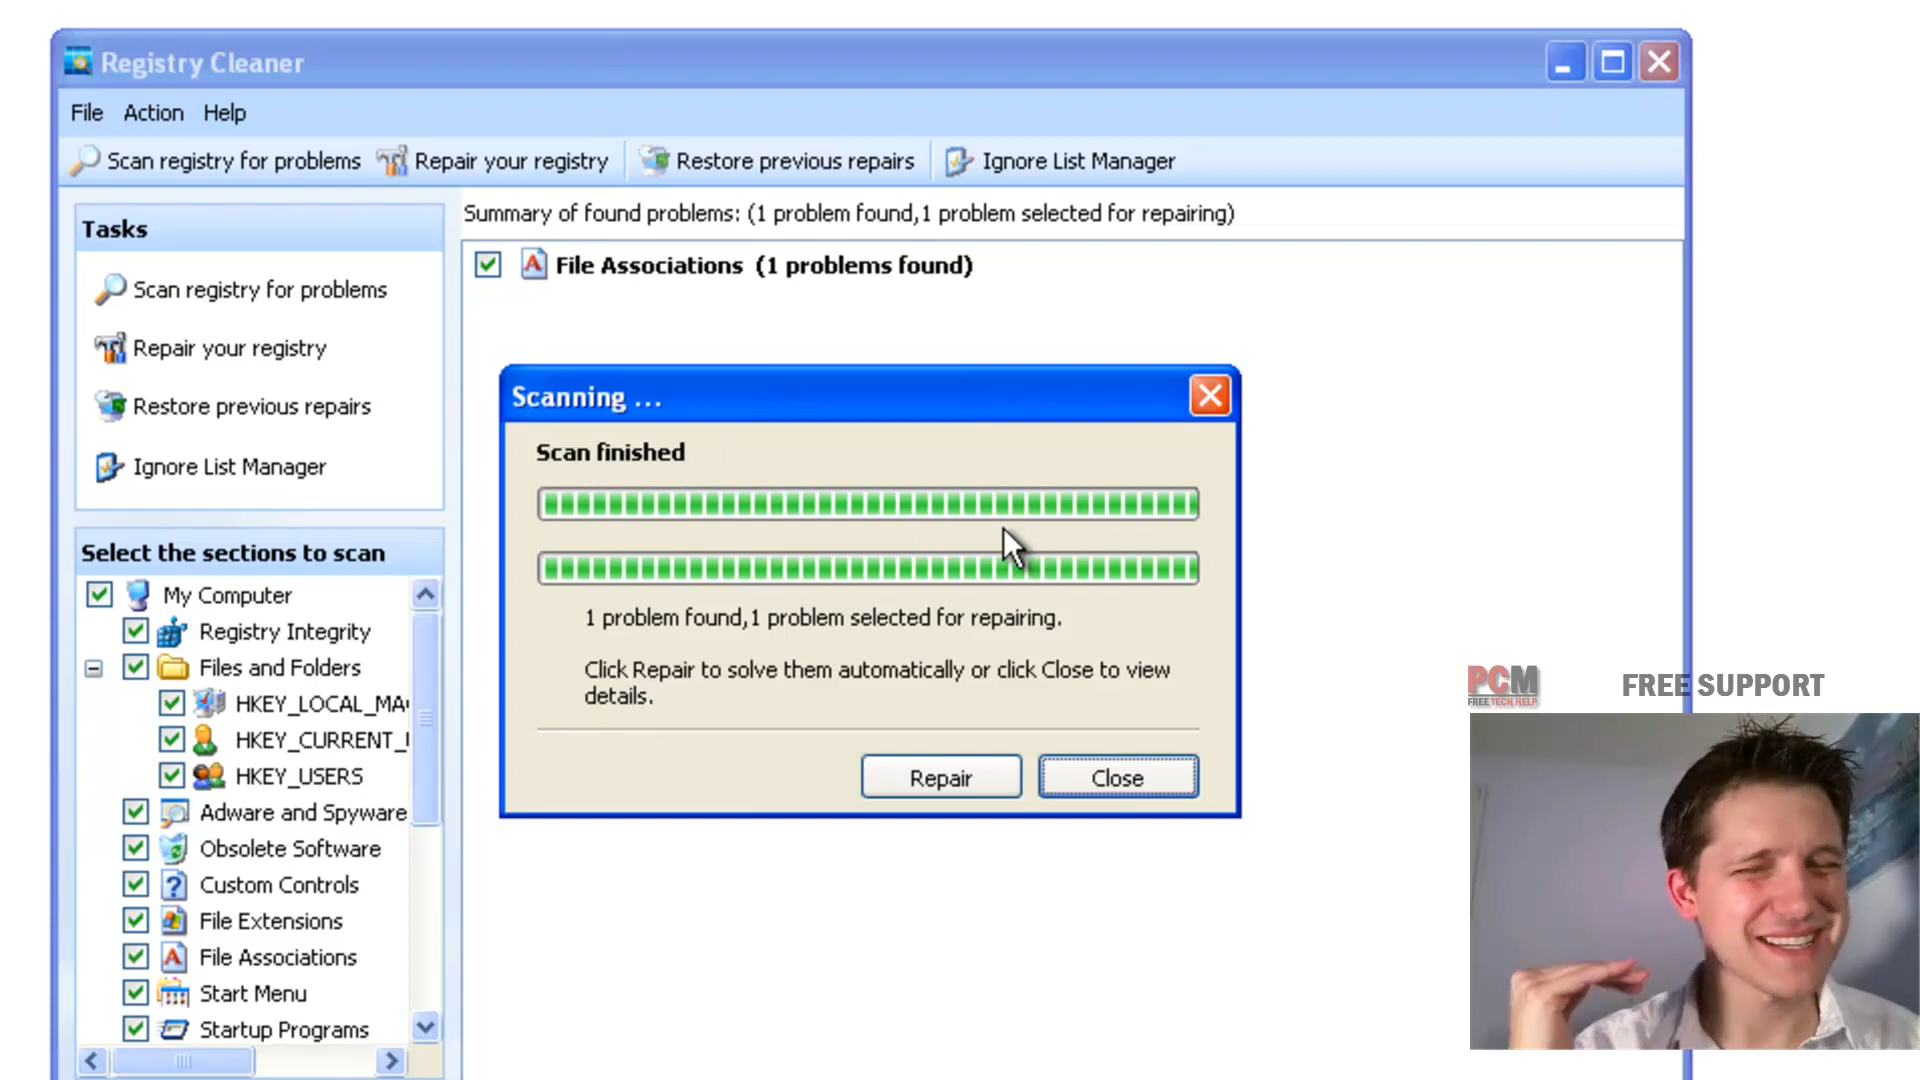 Registry Cleaner
File Action Help
Scan registry for problems Repair your registry Restore previous repairs Ignore List Manager
Tasks
Scan registry for problems
Repair your registry
Restore previous repairs
Ignore List Manager
Summary of found problems: (1 problem found,1 problem selected for repairing)
File Associations (1 problems found)
Scanning ...
Scan finished
1 problem found,1 problem selected for repairing.
Click Repair to solve them automatically or click Close to view
details.
Repair Close
Select the sections to scan
My Computer
Registry Integrity
Files and Folders
HKEY_LOCAL_MA
HKEY_CURRENT_
HKEY_USERS
Adware and Spyware
Obsolete Software
Custom Controls
File Extensions
File Associations
Start Menu
Startup Programs
PCM
FREE TECH HELP
FREE SUPPORT